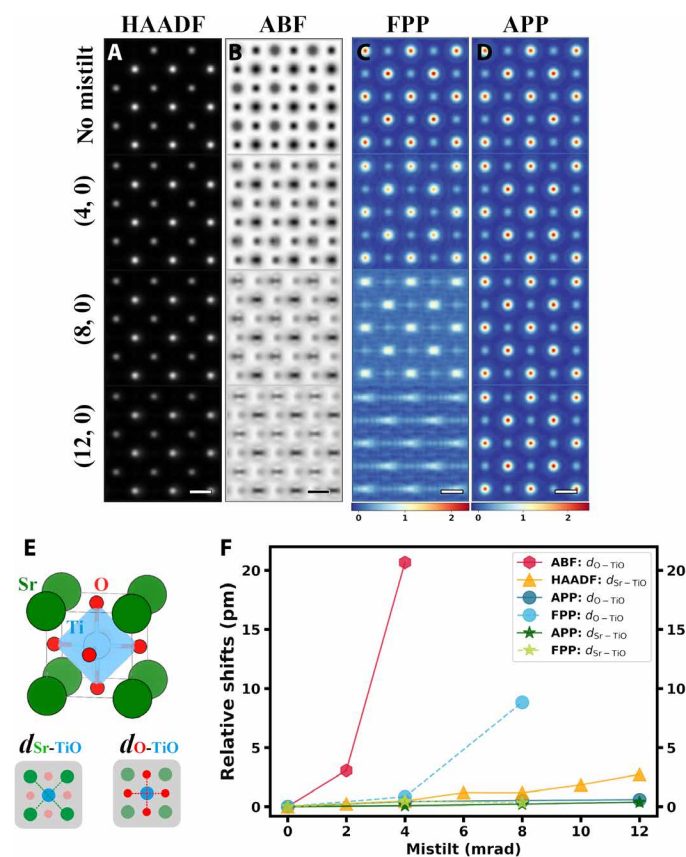 HAADF ABF FPP APP
A B C D
No mistilt
(4, 0)
(8, 0)
(12, 0)
0 1 2 0 1 2
E
Sr O
Ti
dSr-TiO dO-TiO
F
Relative shifts (pm)
20
15
10
5
0
ABF: dO − TiO
HAADF: dSr − TiO
APP: dO − TiO
FPP: dO − TiO
APP: dSr − TiO
FPP: dSr − TiO
20
15
10
5
0
0 2 4 6 8 10 12
Mistilt (mrad)